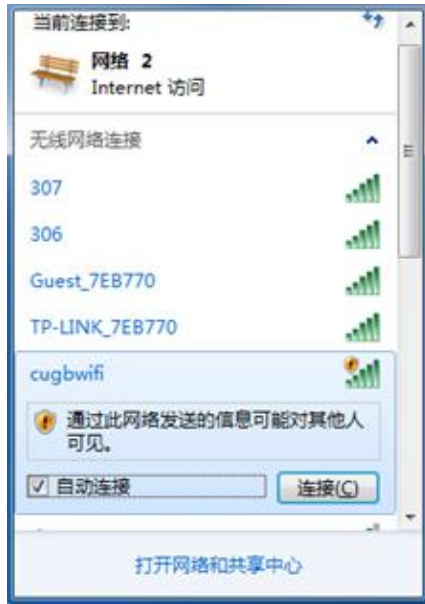 当前连接到:
网络 2
Internet 访问
无线网络连接
307
306
Guest_7EB770
TP-LINK_7EB770
cugbwifi
通过此网络发送的信息可能对其他人
可见。
自动连接 连接(C)
打开网络和共享中心